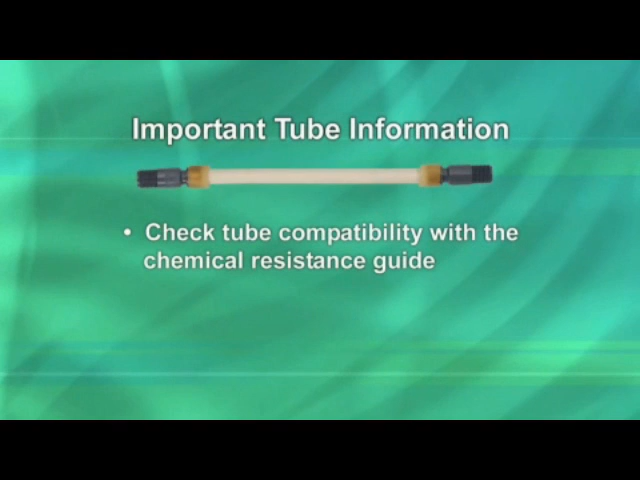 Important Tube Information
• Check tube compatibility with the
chemical resistance guide